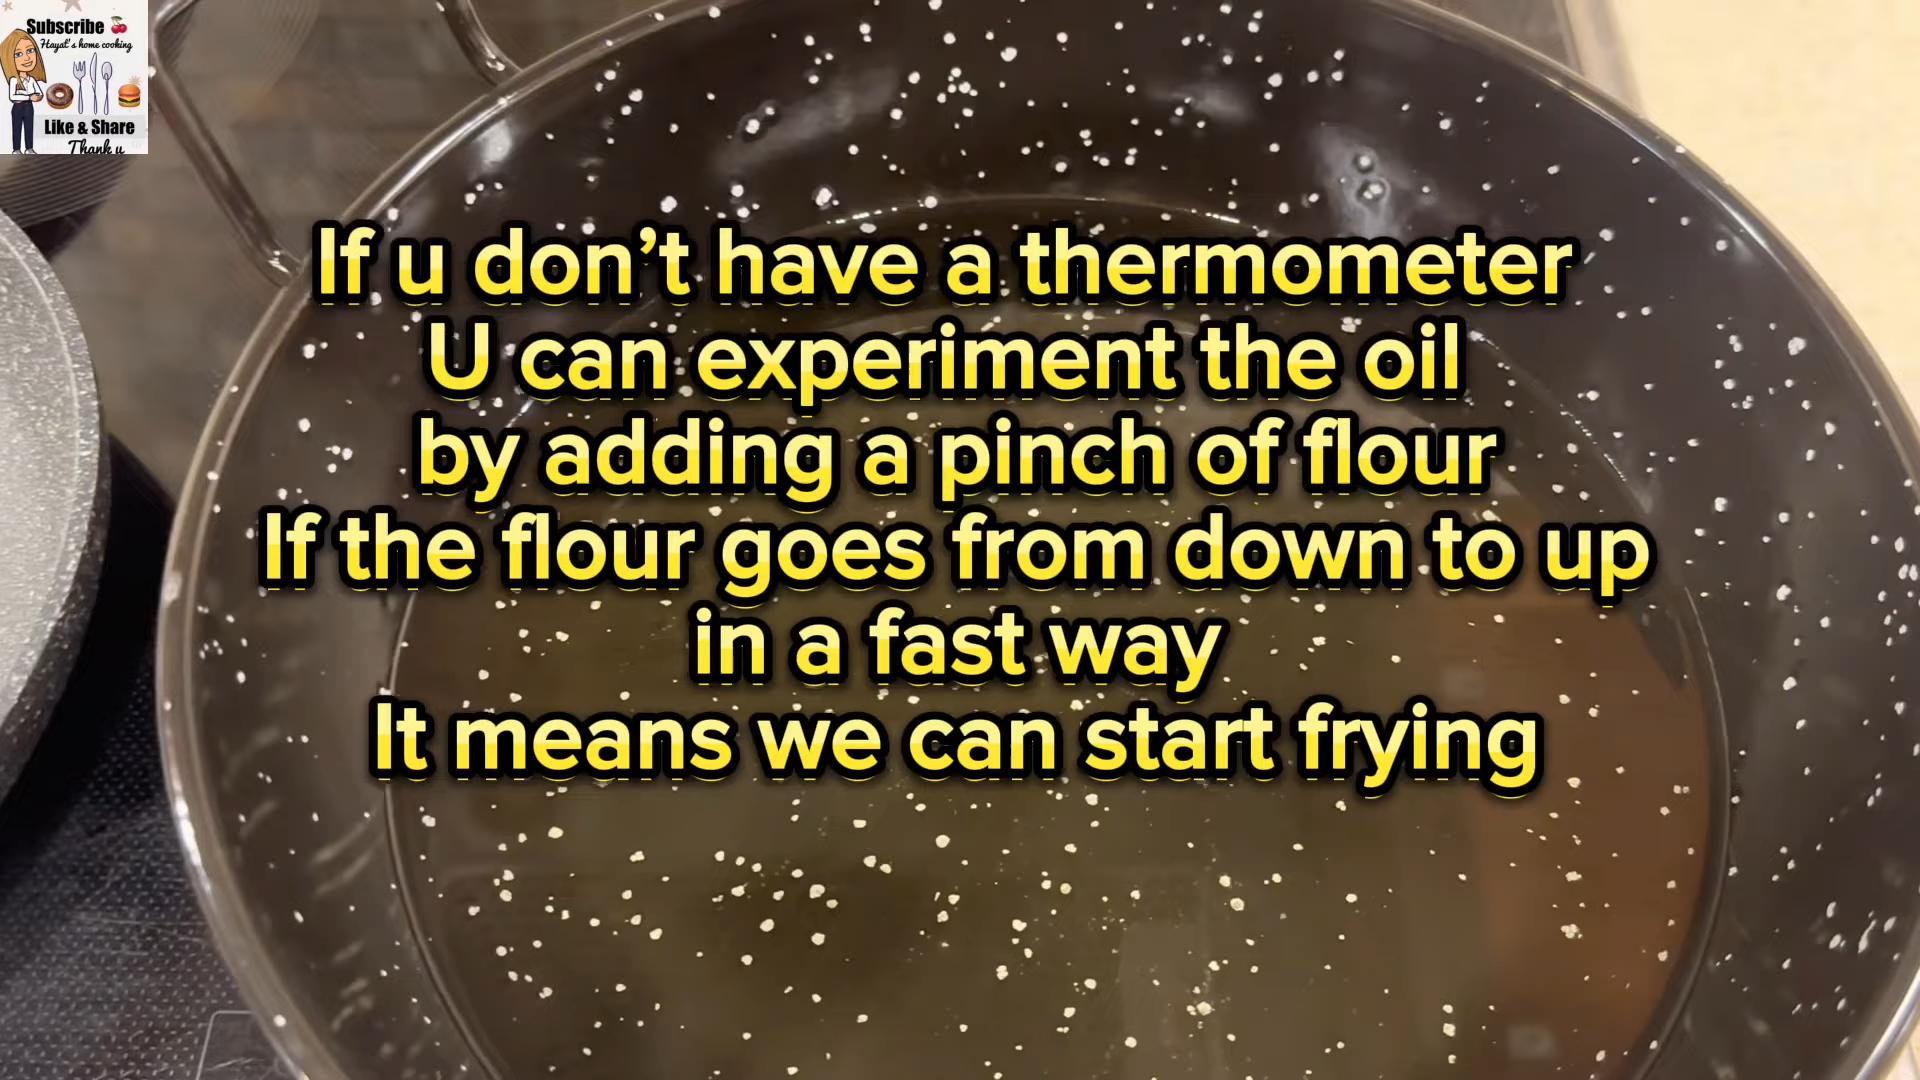 Subscribe
Hayat's home cooking
Like & Share
Thank u
If u don’t have a thermometer
U can experiment the oil
by adding a pinch of flour
If the flour goes from down to up
in a fast way
It means we can start frying